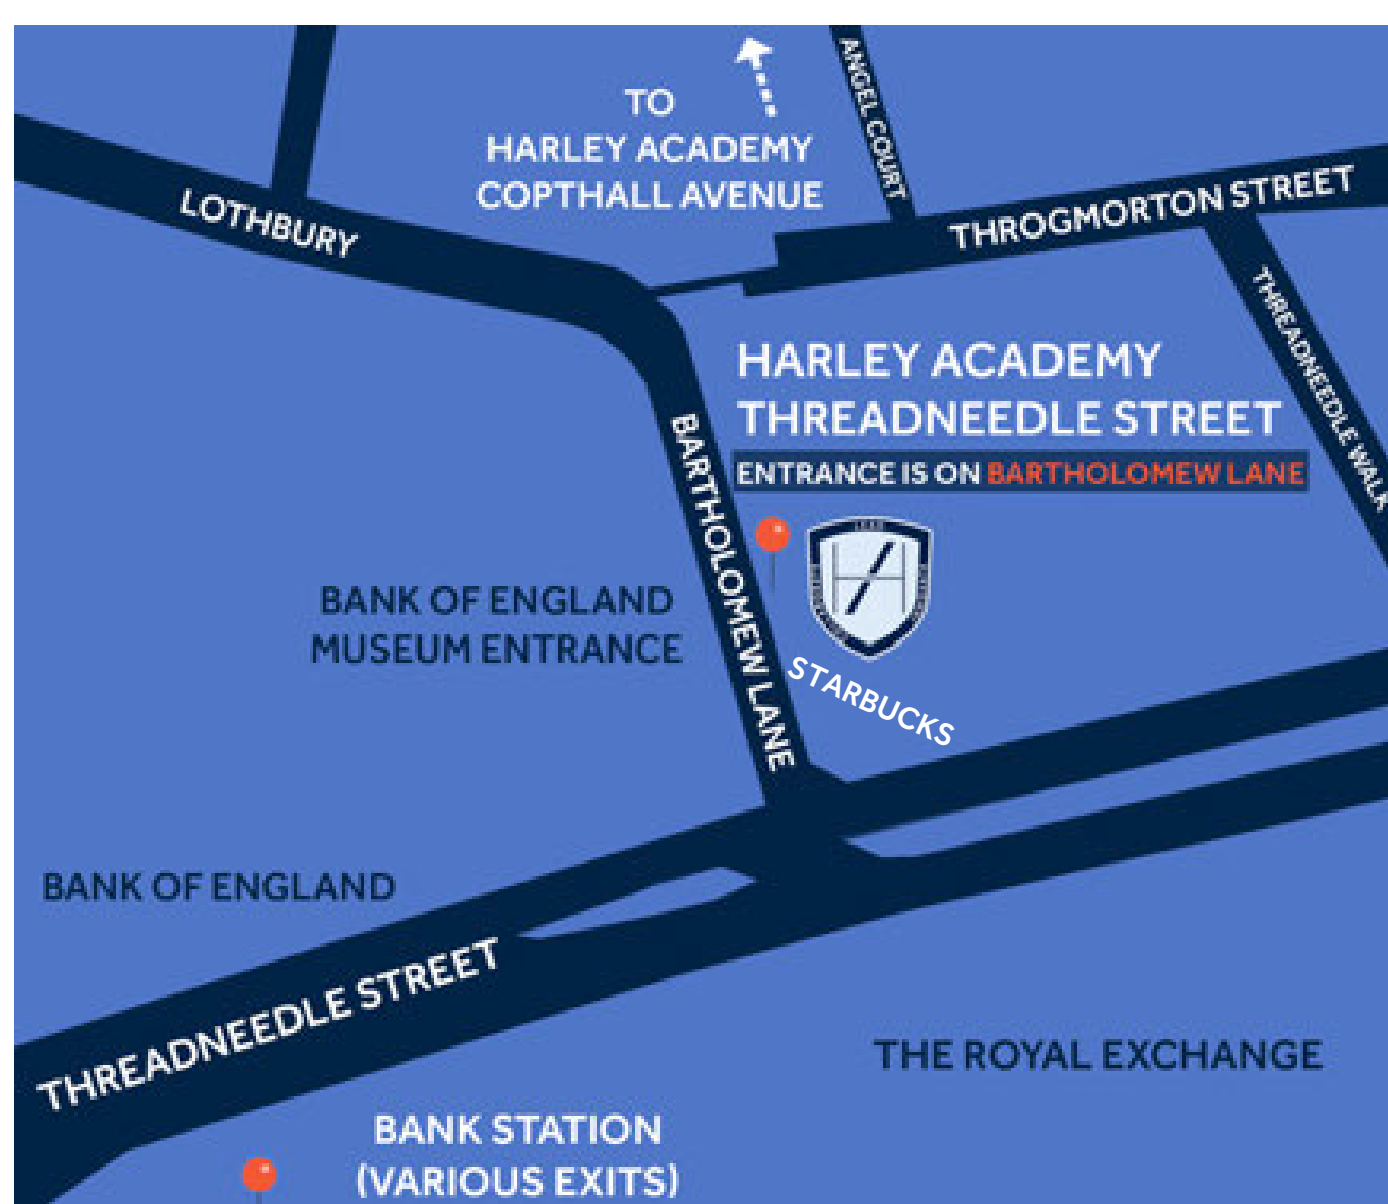 ANGEL COURT
TO
HARLEY ACADEMY
COPTHALL AVENUE
LOTHBURY
THROGMORTON STREET
THREADNEEDLE WALK
HARLEY ACADEMY
THREADNEEDLE STREET
ENTRANCE IS ON BARTHOLOMEW LANE
BARTHOLOMEW LANE
BANK OF ENGLAND
MUSEUM ENTRANCE
STARBUCKS
BANK OF ENGLAND
THREADNEEDLE STREET
THE ROYAL EXCHANGE
BANK STATION
(VARIOUS EXITS)